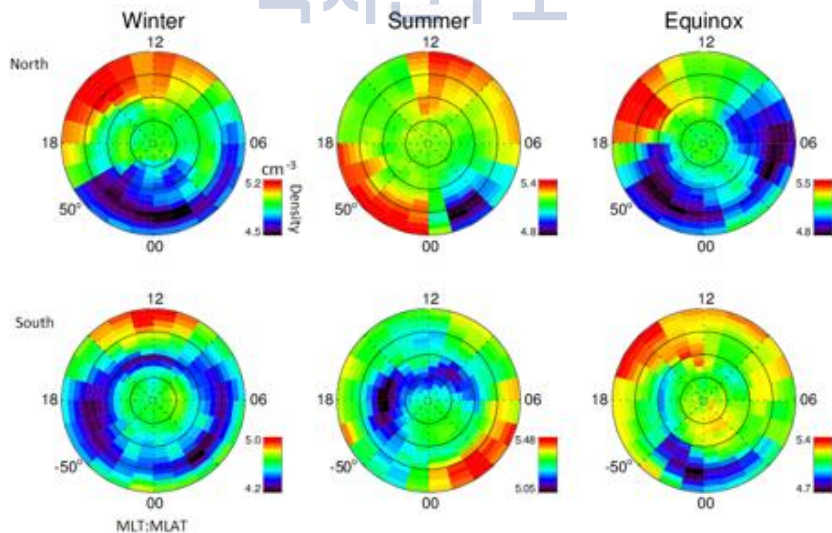 Winter Summer Equinox
12 12 12
North
18 06 18 06 18 06
cm-3
5.2 5.4 5.5
Density
4.5 4.8 4.8
50° 50° 50°
00 00 00
12 12 12
South
18 06 18 06 18 06
5.0 5.48 5.4
4.2 5.05 4.7
-50° -50° -50°
00 00 00
MLT:MLAT